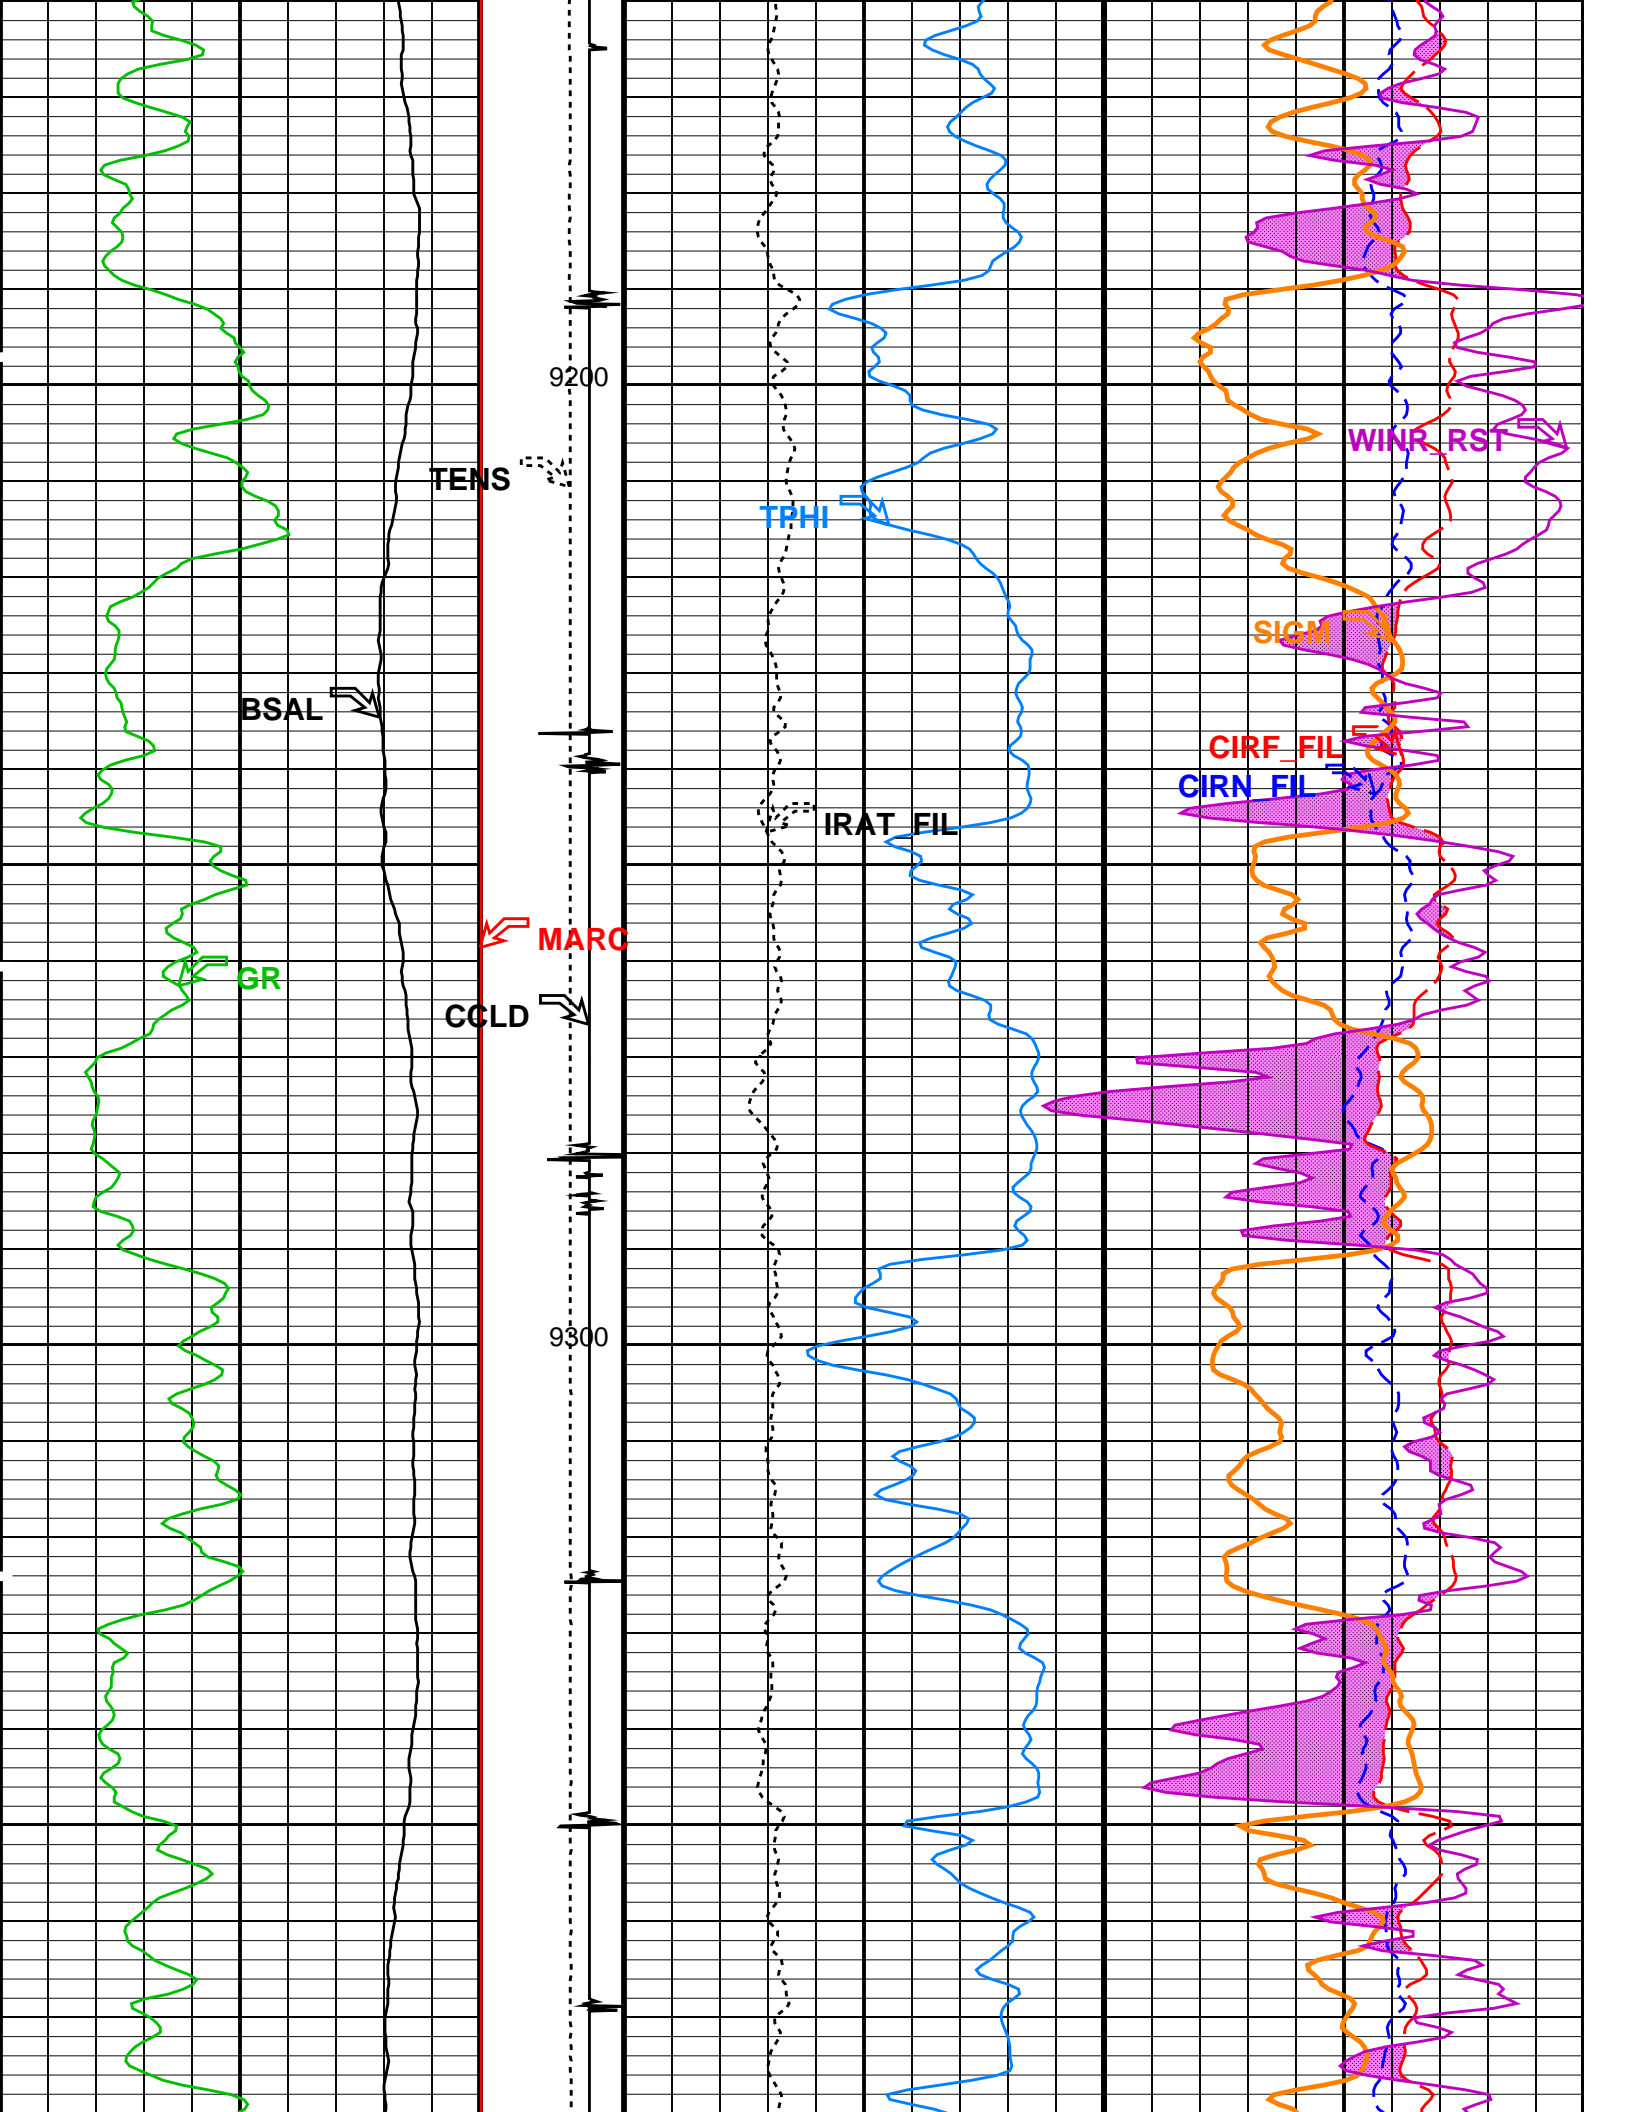 9200
WINR_RST
TENS
TPHI
SIGM
BSAL
CIRF_FIL
CIRN_FIL
IRAT_FIL
MARC
GR
CCLD
9300